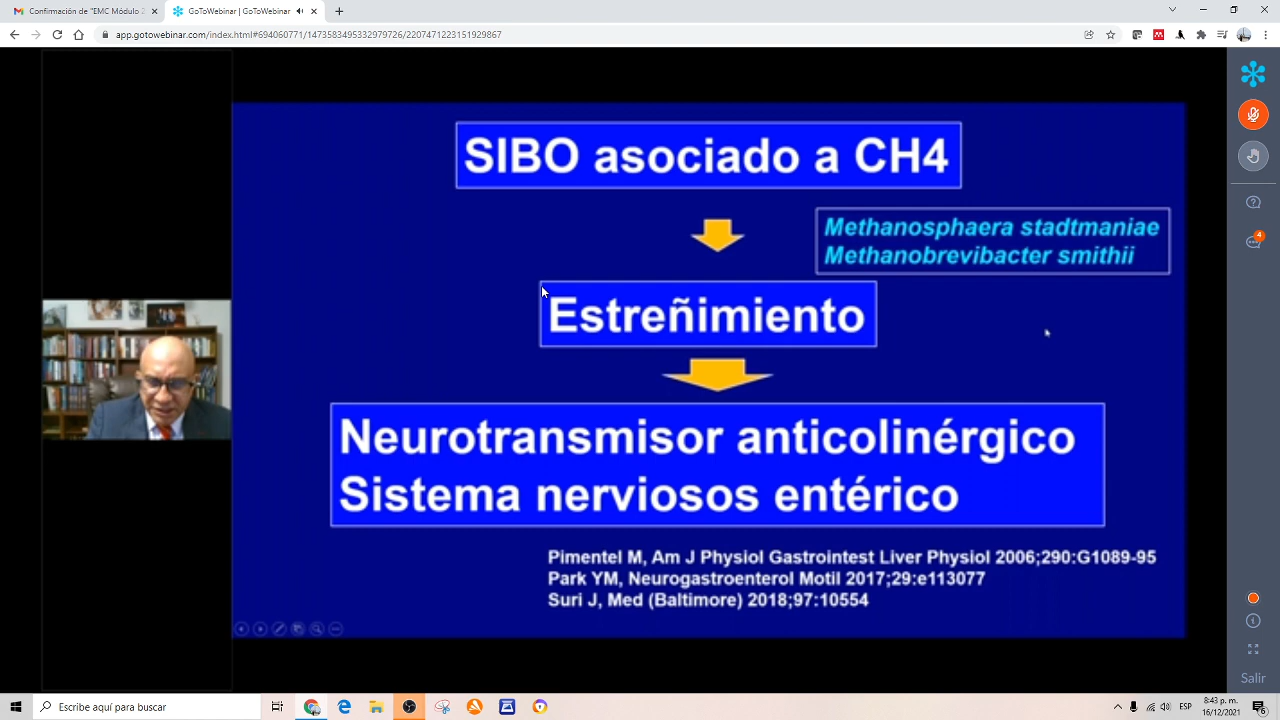 Confirmación de "EMC Módulo
GoToWebinar | GoToWebinar
app.gotowebinar.com/index.html#694060771/1473583495332979726/2207471223151929867
SIBO asociado a CH4
Methanosphaera stadtmaniae
Methanobrevibacter smithii
Estreñimiento
Neurotransmisor anticolinérgico
Sistema nerviosos entérico
Pimentel M, Am J Physiol Gastrointest Liver Physiol 2006;290:G1089-95
Park YM, Neurogastroenterol Motil 2017;29:e113077
Suri J, Med (Baltimore) 2018;97:10554
4
Salir
Escribe aquí para buscar
ESP
8:43 p. m.
16/12/2021